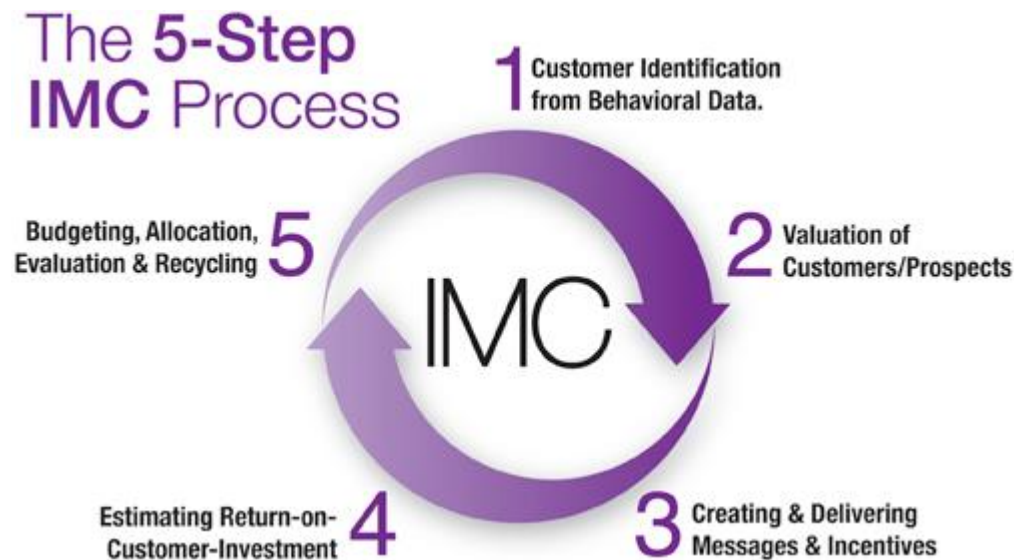 The 5-Step
IMC Process
1 Customer Identification
from Behavioral Data.
2 Valuation of
Customers/Prospects
3 Creating & Delivering
Messages & Incentives
4 Estimating Return-on-
Customer-Investment
5 Budgeting, Allocation,
Evaluation & Recycling
IMC